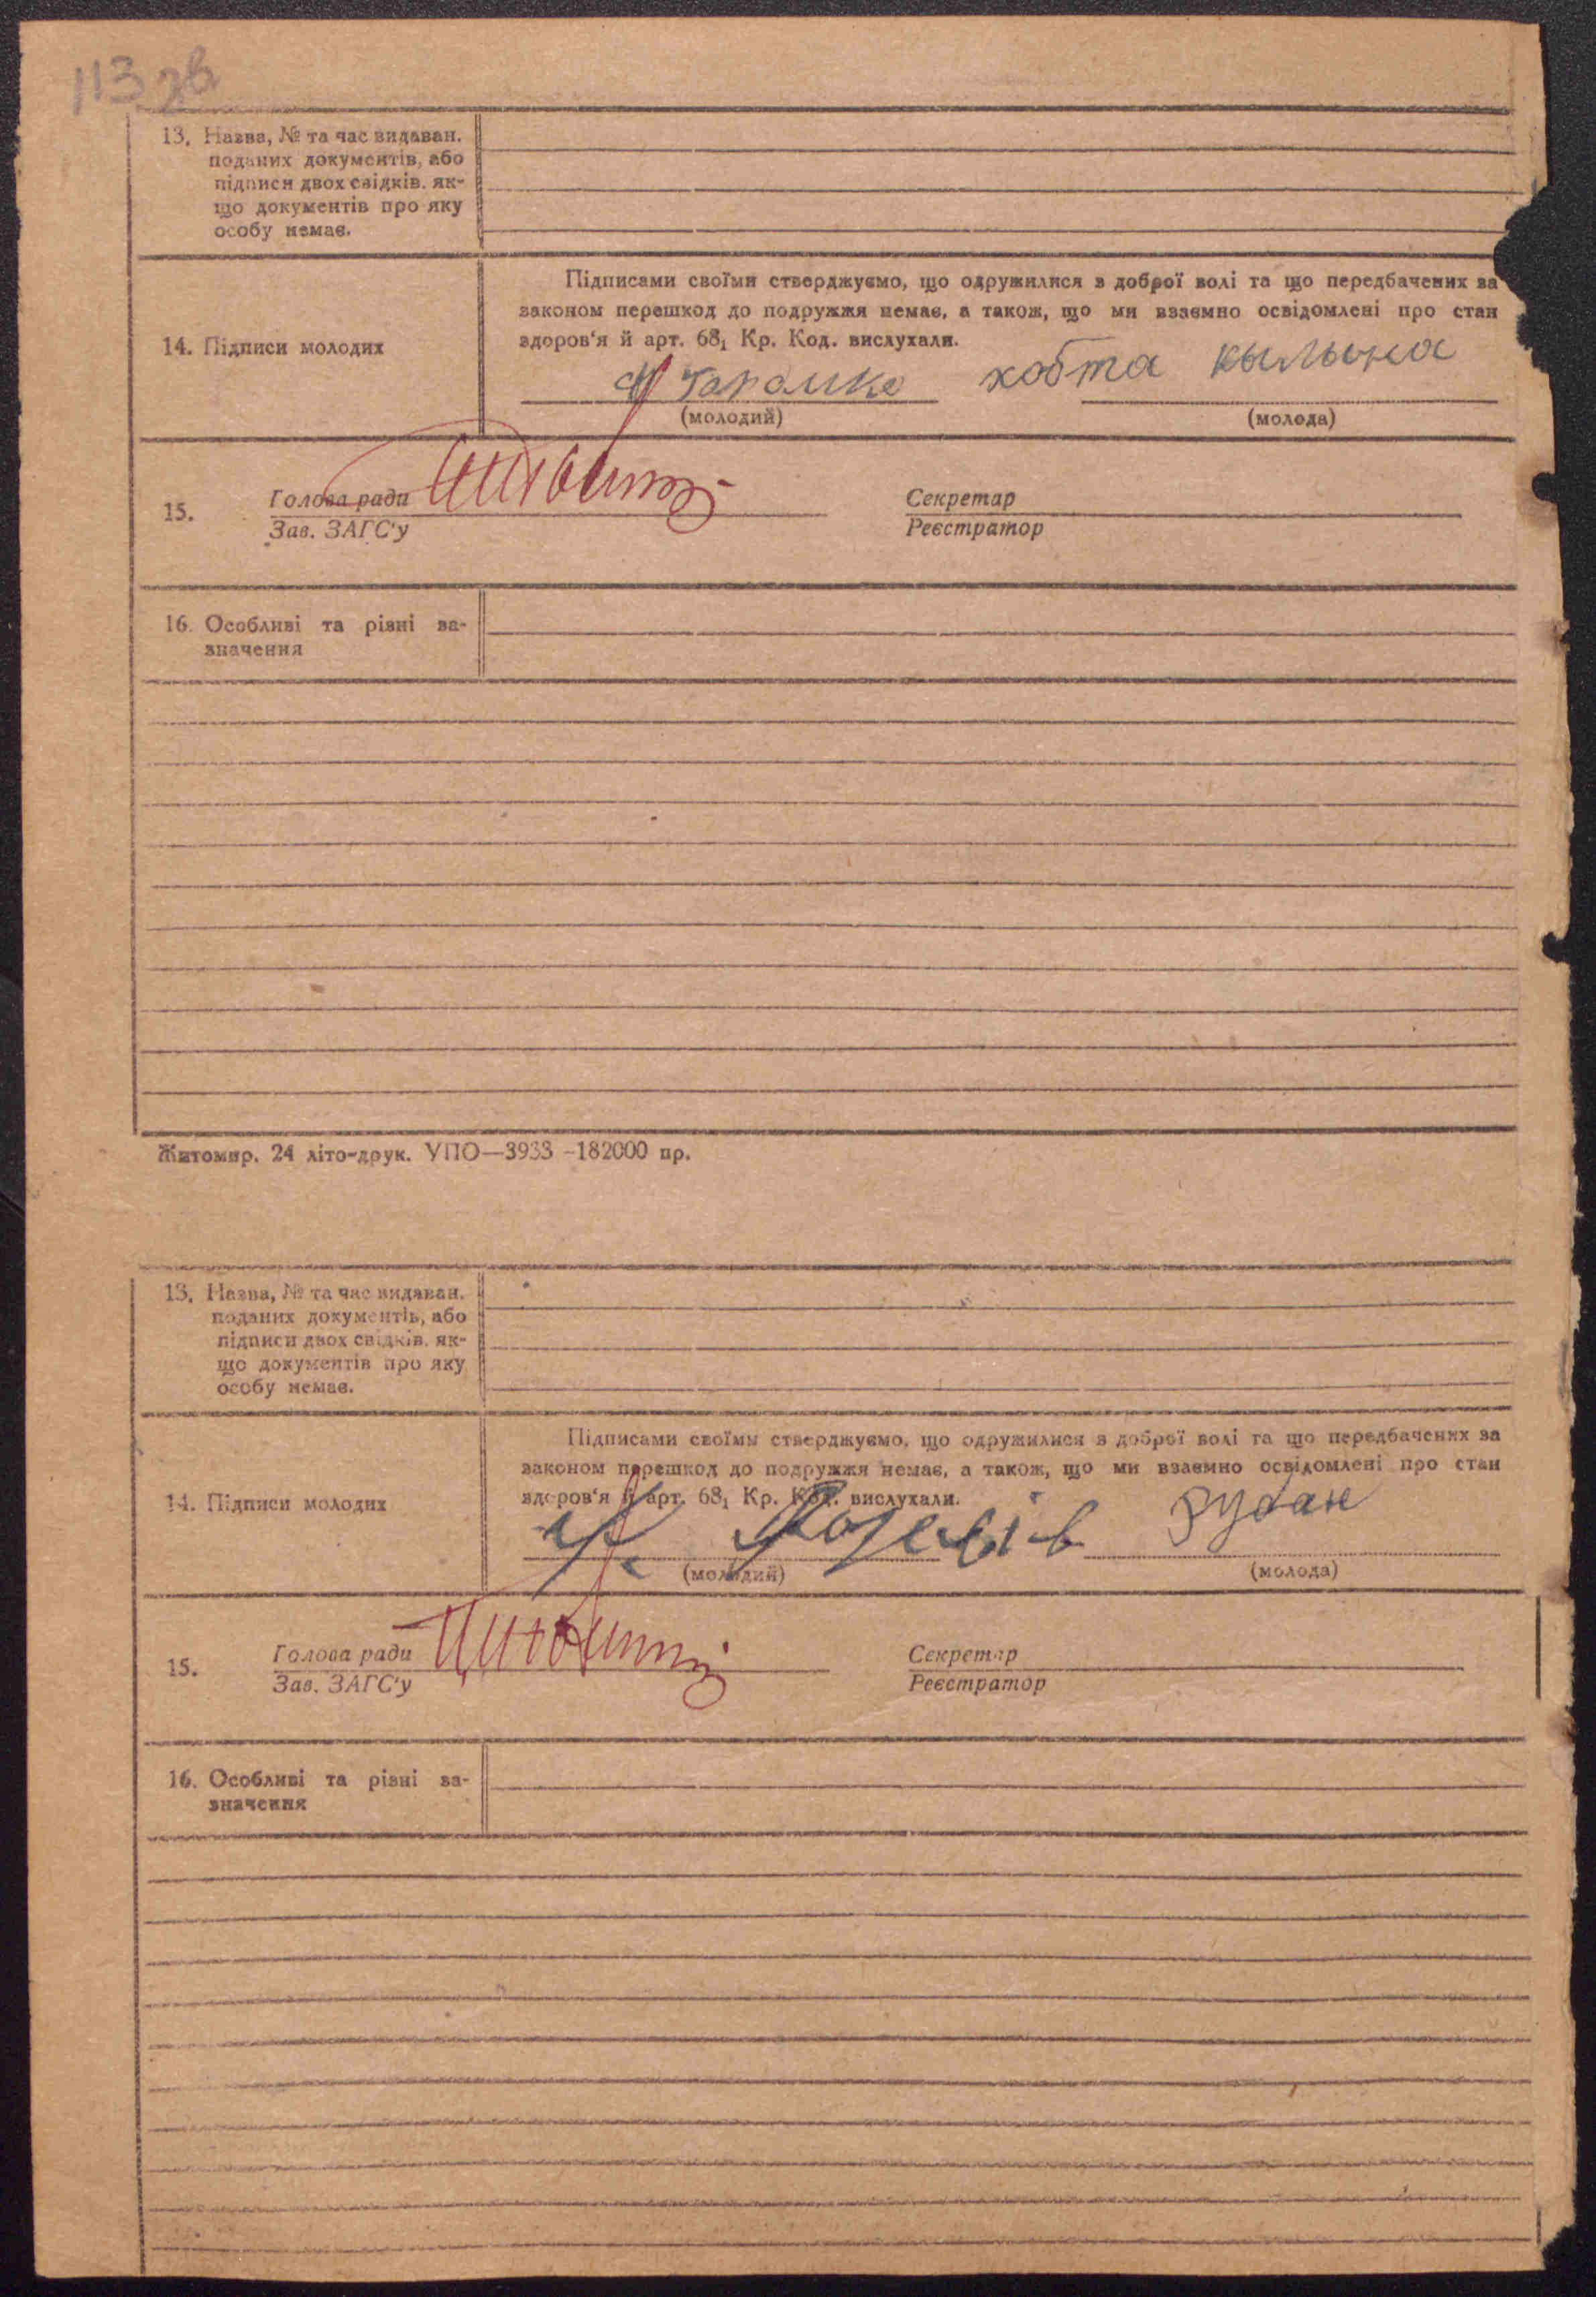 113 зв
13. Назва, № та час видаван.
поданих документів, або
підписи двох свідків, як-
що документів про яку
особу немає.
Підписами своїми стверджуємо, що одружилися з доброї волі та що передбачених за
законом перешкод до подружжя немає, а також, що ми взаємно освідомлені про стан
здоров'я й арт. 68₁ Кр. Код. вислухали.
14. Підписи молодих
хобта кылына
(молодий) (молода)
15. Голова ради Секретар
Зав. ЗАГС'у Реєстратор
16. Особливі та різні за-
значення
Житомир. 24 літо-друк. УПО—3933 -182000 пр.
13. Назва, № та час видаван.
поданих документів, або
підписи двох свідків, як-
що документів про яку
особу немає.
Підписами своїми стверджуємо, що одружилися з доброї волі та що передбачених за
законом перешкод до подружжя немає, а також, що ми взаємно освідомлені про стан
здоров'я й арт. 68₁ Кр. Код. вислухали.
14. Підписи молодих
Зубан
(молодий) (молода)
15. Голова ради Секретар
Зав. ЗАГС'у Реєстратор
16. Особливі та різні за-
значення